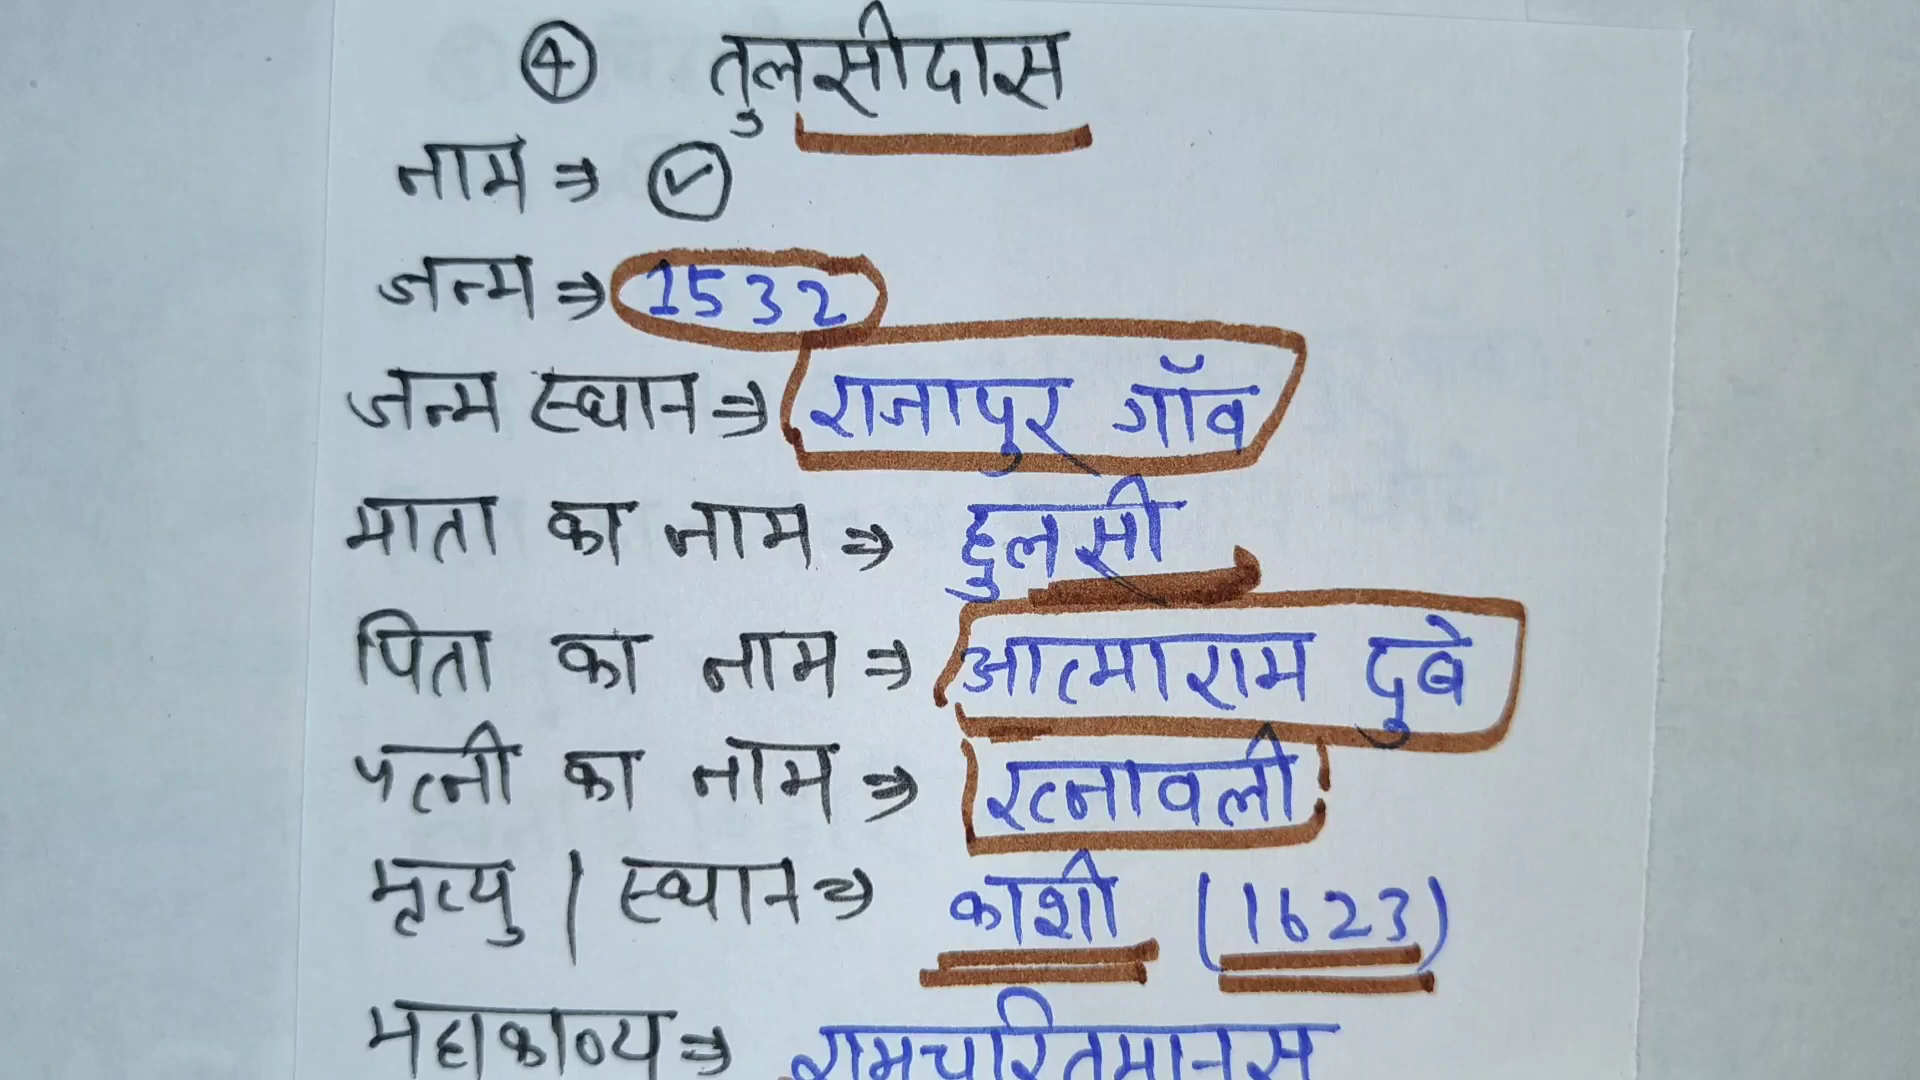 ④ तुलसीदास
नाम ⇒ ✓
जन्म ⇒ 1532
जन्म स्थान ⇒ राजापुर गाँव
माता का नाम ⇒ हुलसी
पिता का नाम ⇒ आत्माराम दुबे
पत्नी का नाम ⇒ रत्नावली
मृत्यु / स्थान ⇒ काशी (1623)
महाकाव्य ⇒ रामचरितमानस